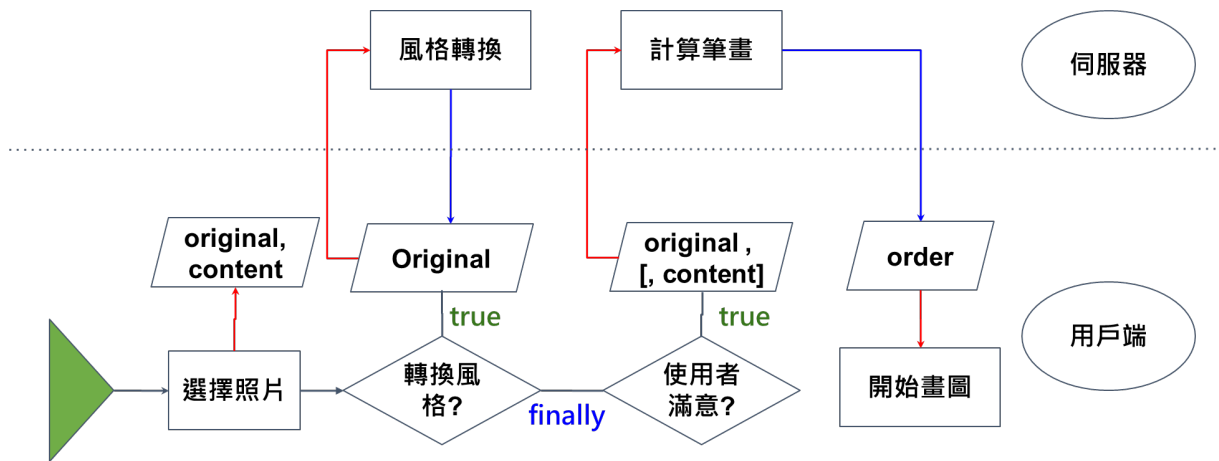 風格轉換
計算筆畫
伺服器
original,
content
Original
original ,
[, content]
order
true
true
用戶端
選擇照片
轉換風
格?
finally
使用者
滿意?
開始畫圖